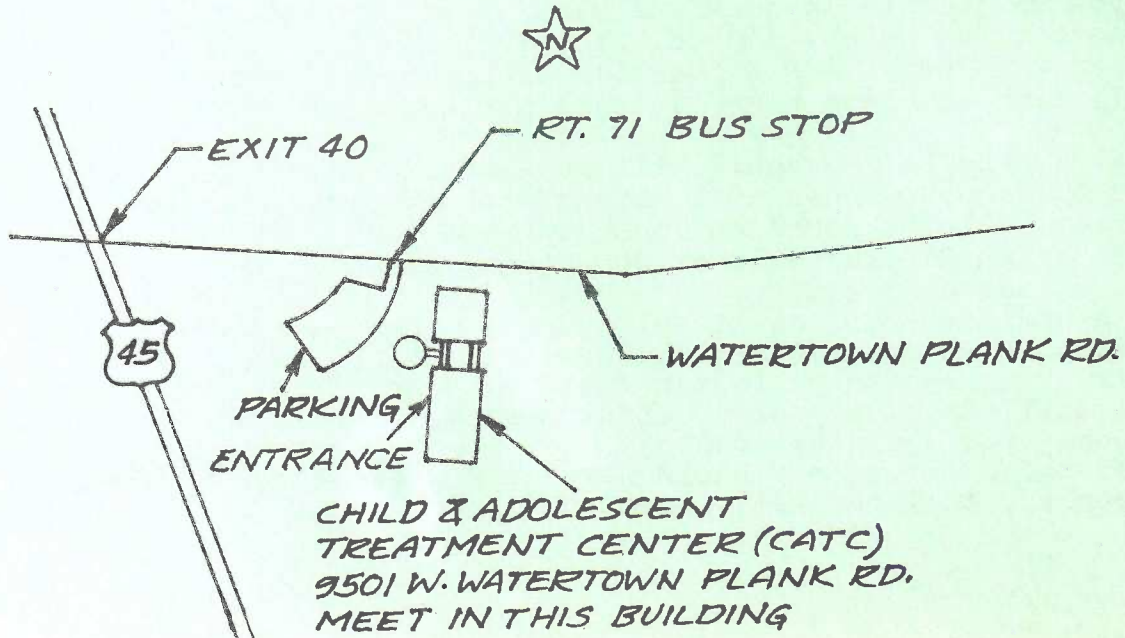 N
EXIT 40
RT. 71 BUS STOP
45
WATERTOWN PLANK RD.
PARKING
ENTRANCE
CHILD & ADOLESCENT
TREATMENT CENTER (CATC)
9501 W. WATERTOWN PLANK RD.
MEET IN THIS BUILDING